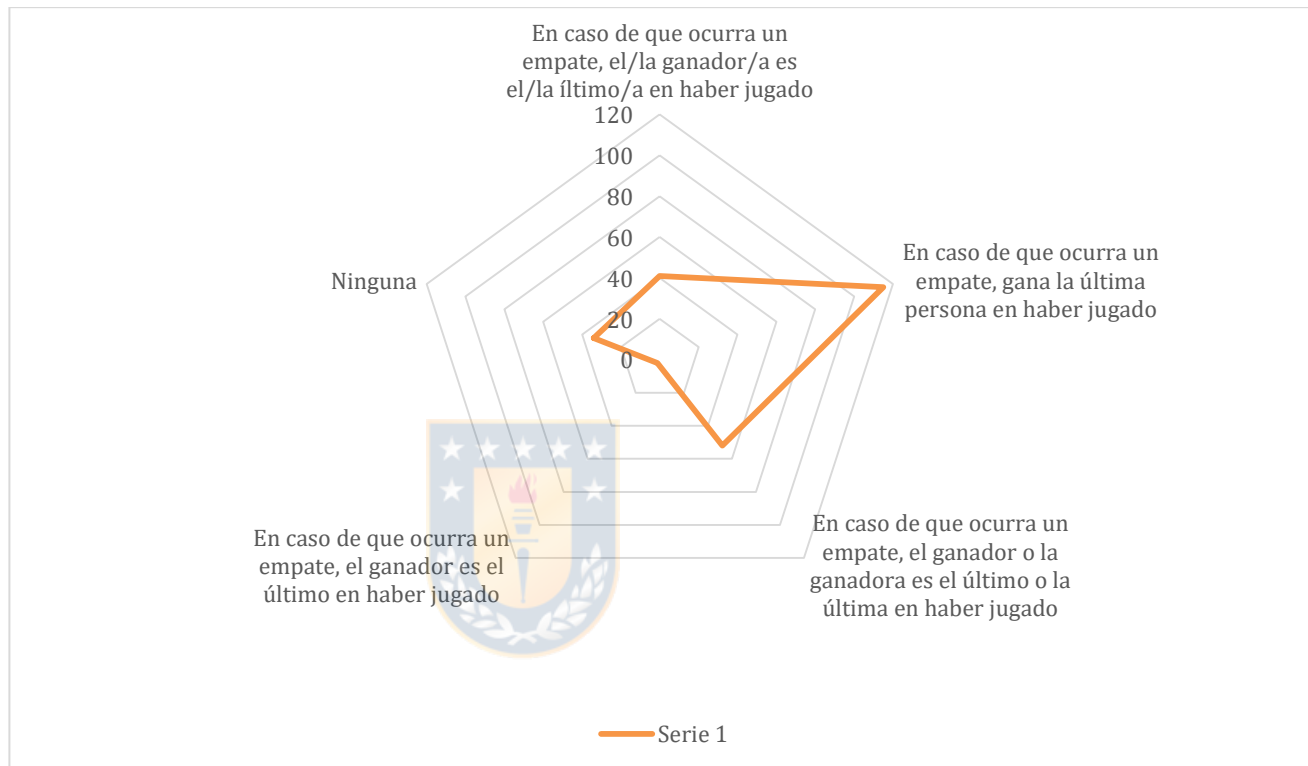 En caso de que ocurra un
empate, el/la ganador/a es
el/la íltimo/a en haber jugado
120
100
80
60
40
20
0
En caso de que ocurra un
empate, gana la última
persona en haber jugado
En caso de que ocurra un
empate, el ganador o la
ganadora es el último o la
última en haber jugado
En caso de que ocurra un
empate, el ganador es el
último en haber jugado
Ninguna
Serie 1